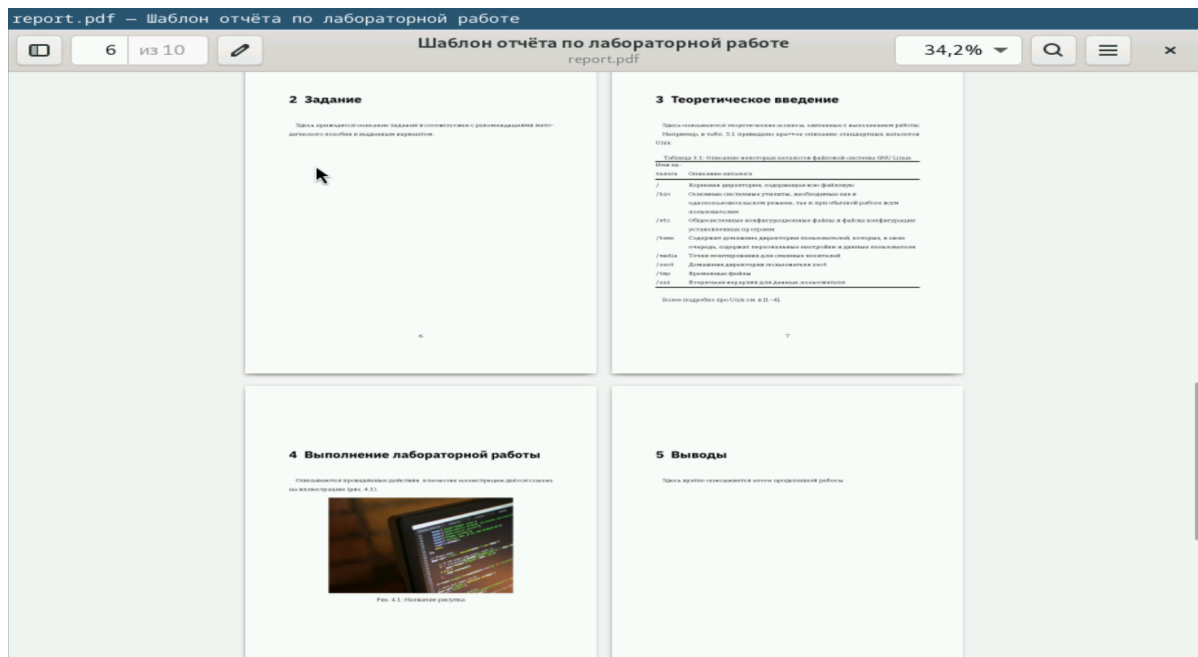 report.pdf — Шаблон отчёта по лабораторной работе
6 из 10
Шаблон отчёта по лабораторной работе
report.pdf
34,2%
2 Задание
Здесь приводится описание задания в соответствии с рекомендациями мето-
дического пособия и выданным вариантом.
6
3 Теоретическое введение
Здесь описываются теоретические аспекты, связанные с выполнением работы.
Например, в табл. 3.1 приведено краткое описание стандартных каталогов
Unix.
Таблица 3.1: Описание некоторых каталогов файловой системы GNU Linux
Имя ка-
талога Описание каталога
/ Корневая директория, содержащая всю файловую
/bin Основные системные утилиты, необходимые как в
однопользовательском режиме, так и при обычной работе всем
пользователям
/etc Общесистемные конфигурационные файлы и файлы конфигурации
установленных программ
/home Содержит домашние директории пользователей, которые, в свою
очередь, содержат персональные настройки и данные пользователя
/media Точки монтирования для сменных носителей
/root Домашняя директория пользователя root
/tmp Временные файлы
/usr Вторичная иерархия для данных пользователя
Более подробно про Unix см. в [1–4].
7
4 Выполнение лабораторной работы
Описываются проведённые действия, в качестве иллюстрации даётся ссылка
на иллюстрацию (рис. 4.1).
Рис. 4.1: Название рисунка
5 Выводы
Здесь кратко описываются итоги проделанной работы.